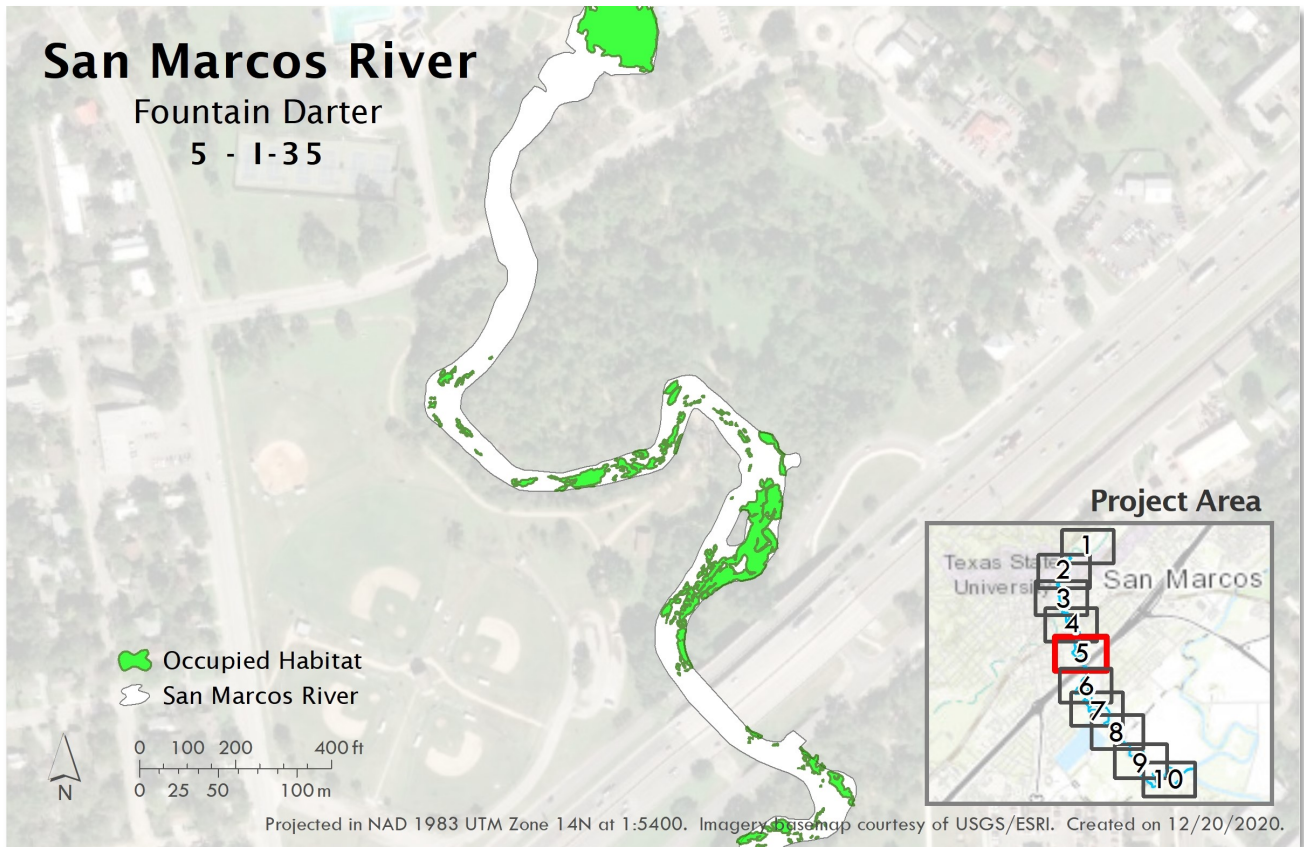 San Marcos River
Fountain Darter
5 - I-35
Project Area
Texas State
University
San Marcos
1
2
3
4
5
6
7
8
9
10
Occupied Habitat
San Marcos River
0 100 200 400 ft
0 25 50 100 m
N
Projected in NAD 1983 UTM Zone 14N at 1:5400. Imagery basemap courtesy of USGS/ESRI. Created on 12/20/2020.